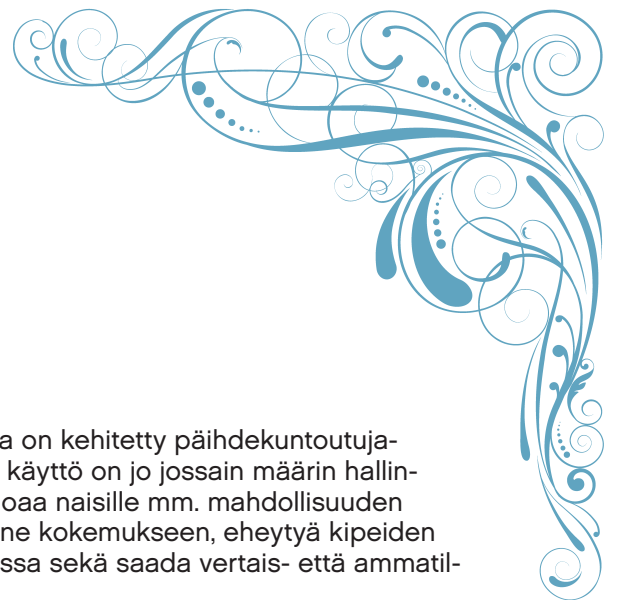 a on kehitetty päihdekuntoutuja-
käyttö on jo jossain määrin hallin-
oaa naisille mm. mahdollisuuden
ne kokemukseen, eheytyä kipeiden
ssa sekä saada vertais- että ammatil-